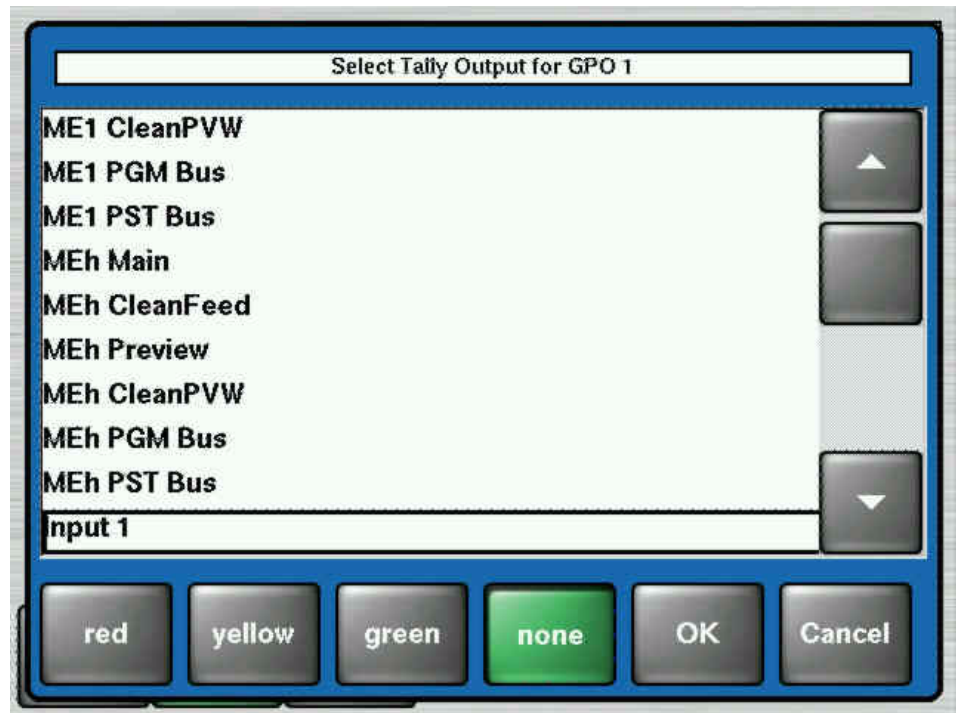 Select Tally Output for GPO 1
ME1 CleanPVW
ME1 PGM Bus
ME1 PST Bus
MEh Main
MEh CleanFeed
MEh Preview
MEh CleanPVW
MEh PGM Bus
MEh PST Bus
Input 1
red yellow green none OK Cancel